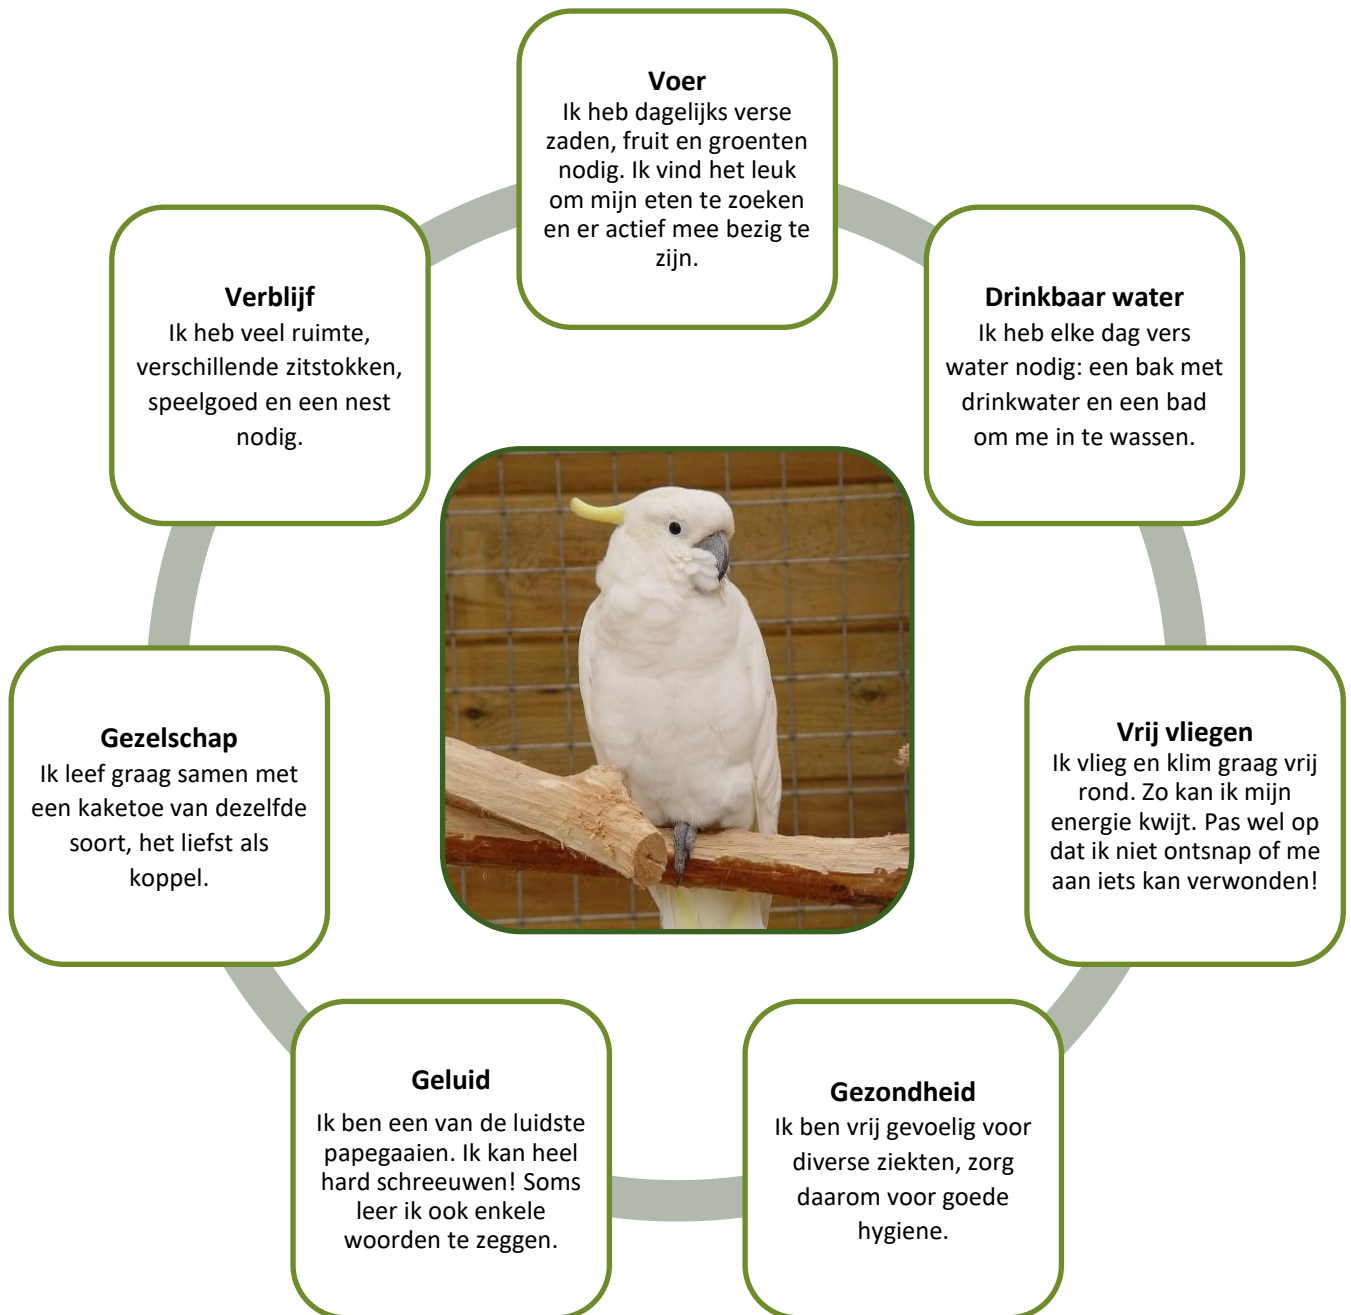 Voer
Ik heb dagelijks verse
zaden, fruit en groenten
nodig. Ik vind het leuk
om mijn eten te zoeken
en er actief mee bezig te
zijn.
Drinkbaar water
Ik heb elke dag vers
water nodig: een bak met
drinkwater en een bad
om me in te wassen.
Vrij vliegen
Ik vlieg en klim graag vrij
rond. Zo kan ik mijn
energie kwijt. Pas wel op
dat ik niet ontsnap of me
aan iets kan verwonden!
Gezondheid
Ik ben vrij gevoelig voor
diverse ziekten, zorg
daarom voor goede
hygiene.
Geluid
Ik ben een van de luidste
papegaaien. Ik kan heel
hard schreeuwen! Soms
leer ik ook enkele
woorden te zeggen.
Gezelschap
Ik leef graag samen met
een kaketoe van dezelfde
soort, het liefst als
koppel.
Verblijf
Ik heb veel ruimte,
verschillende zitstokken,
speelgoed en een nest
nodig.